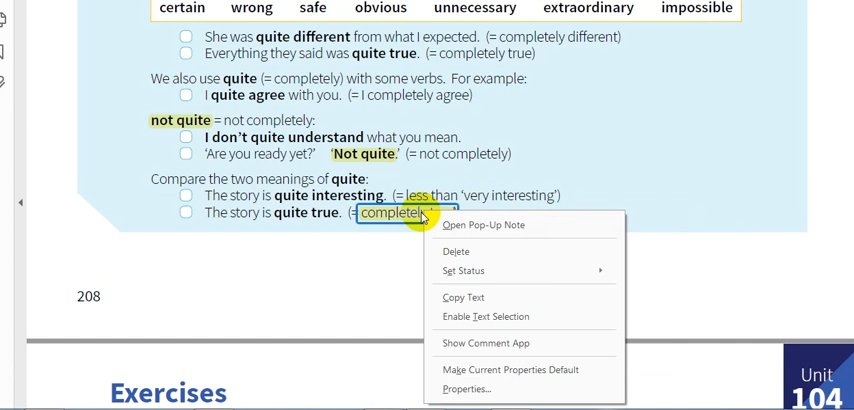 certain wrong safe obvious unnecessary extraordinary impossible
She was quite different from what I expected. (= completely different)
Everything they said was quite true. (= completely true)
We also use quite (= completely) with some verbs. For example:
I quite agree with you. (= I completely agree)
not quite = not completely:
I don't quite understand what you mean.
'Are you ready yet?' 'Not quite.' (= not completely)
Compare the two meanings of quite:
The story is quite interesting. (= less than 'very interesting')
The story is quite true. (= completely
Open Pop-Up Note
Delete
Set Status
Copy Text
Enable Text Selection
Show Comment App
Make Current Properties Default
Properties...
208
Exercises
Unit
104